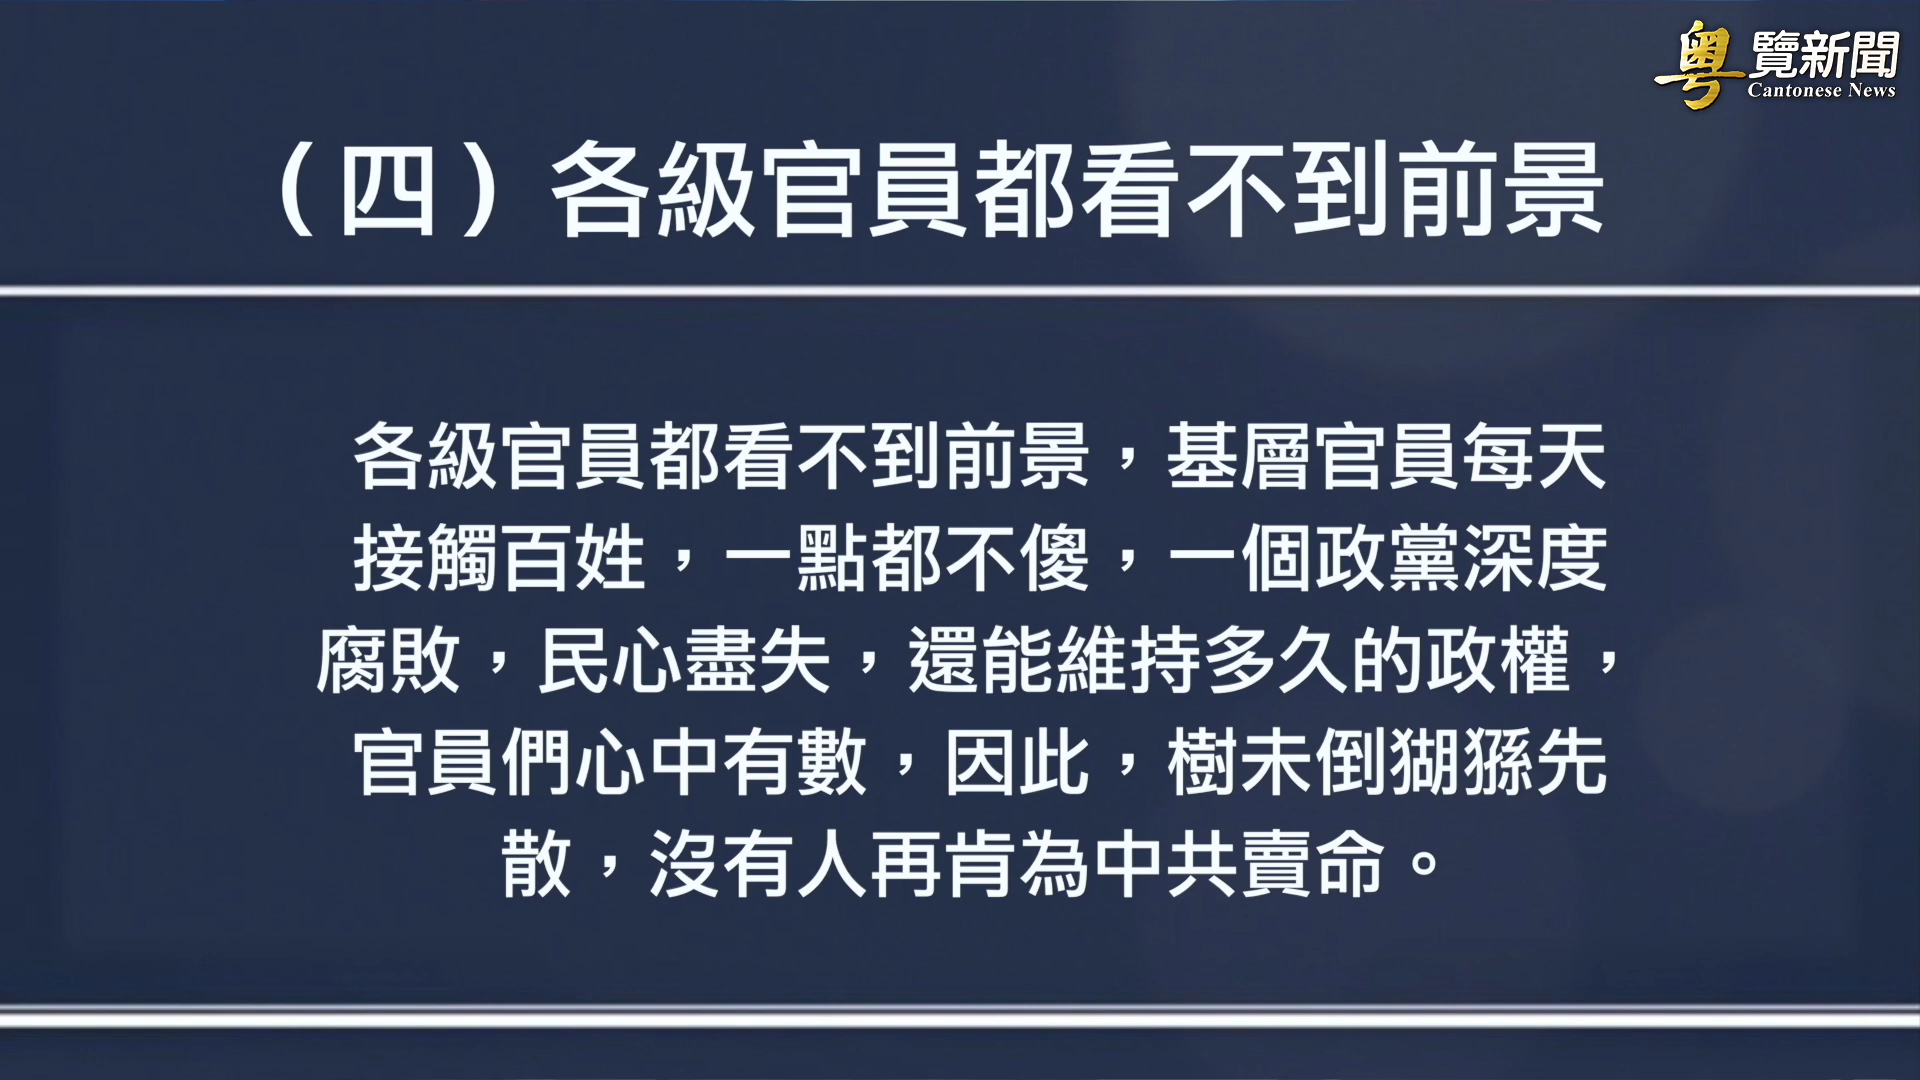 粵覽新聞
Cantonese News
（四）各級官員都看不到前景
各級官員都看不到前景，基層官員每天
接觸百姓，一點都不傻，一個政黨深度
腐敗，民心盡失，還能維持多久的政權，
官員們心中有數，因此，樹未倒猢猻先
散，沒有人再肯為中共賣命。